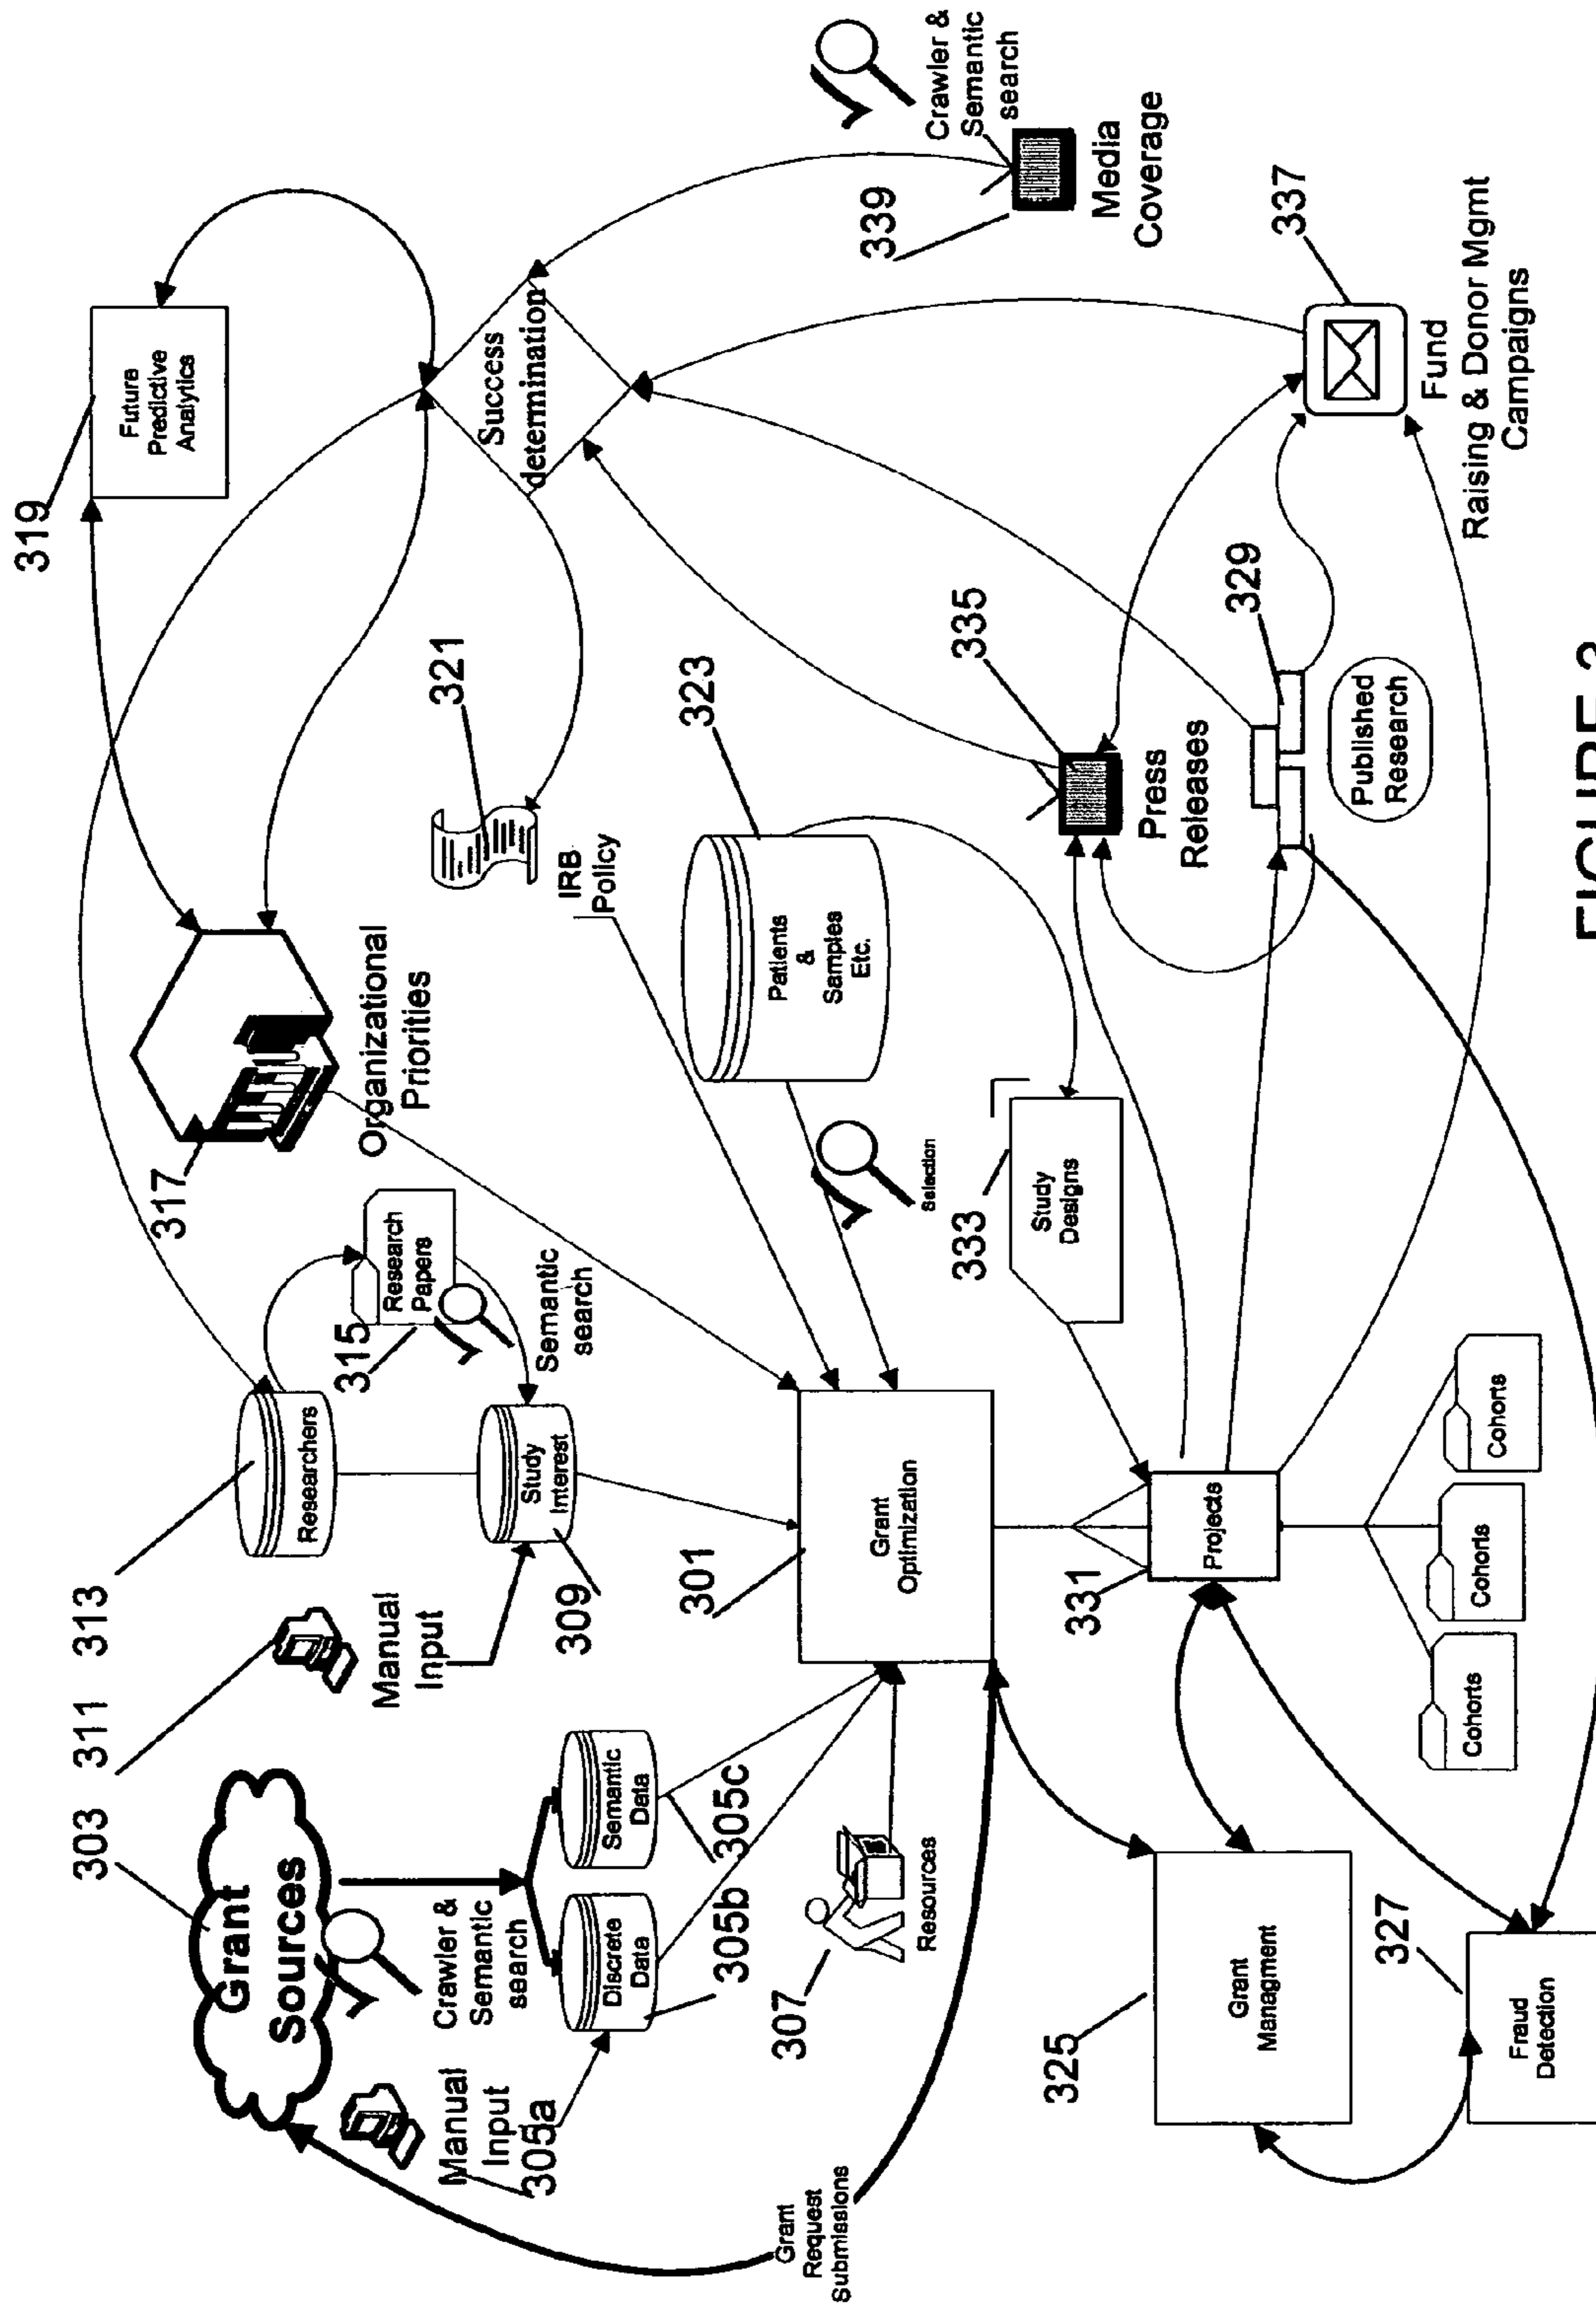 303
311
313
317
319
Grant
Sources
Crawler &
Semantic
search
Manual
Input
305a
Discrete
Data
Semantic
Data
305b
305c
307
Resources
Grant
Request
Submissions
Manual
Input
309
Researchers
Study
Interest
315
Research
Papers
Semantic
search
Organizational
Priorities
Future
Predictive
Analytics
321
IRB
Policy
Success
determination
301
Grant
Optimization
323
Patients
&
Samples
Etc.
Selection
333
Study
Designs
335
Press
Releases
339
Crawler &
Semantic
search
Media
Coverage
325
Grant
Managment
327
Fraud
Detection
331
Projects
Cohorts
Cohorts
Cohorts
329
Published
Research
337
Fund
Raising & Donor Mgmt
Campaigns
FIGURE 3